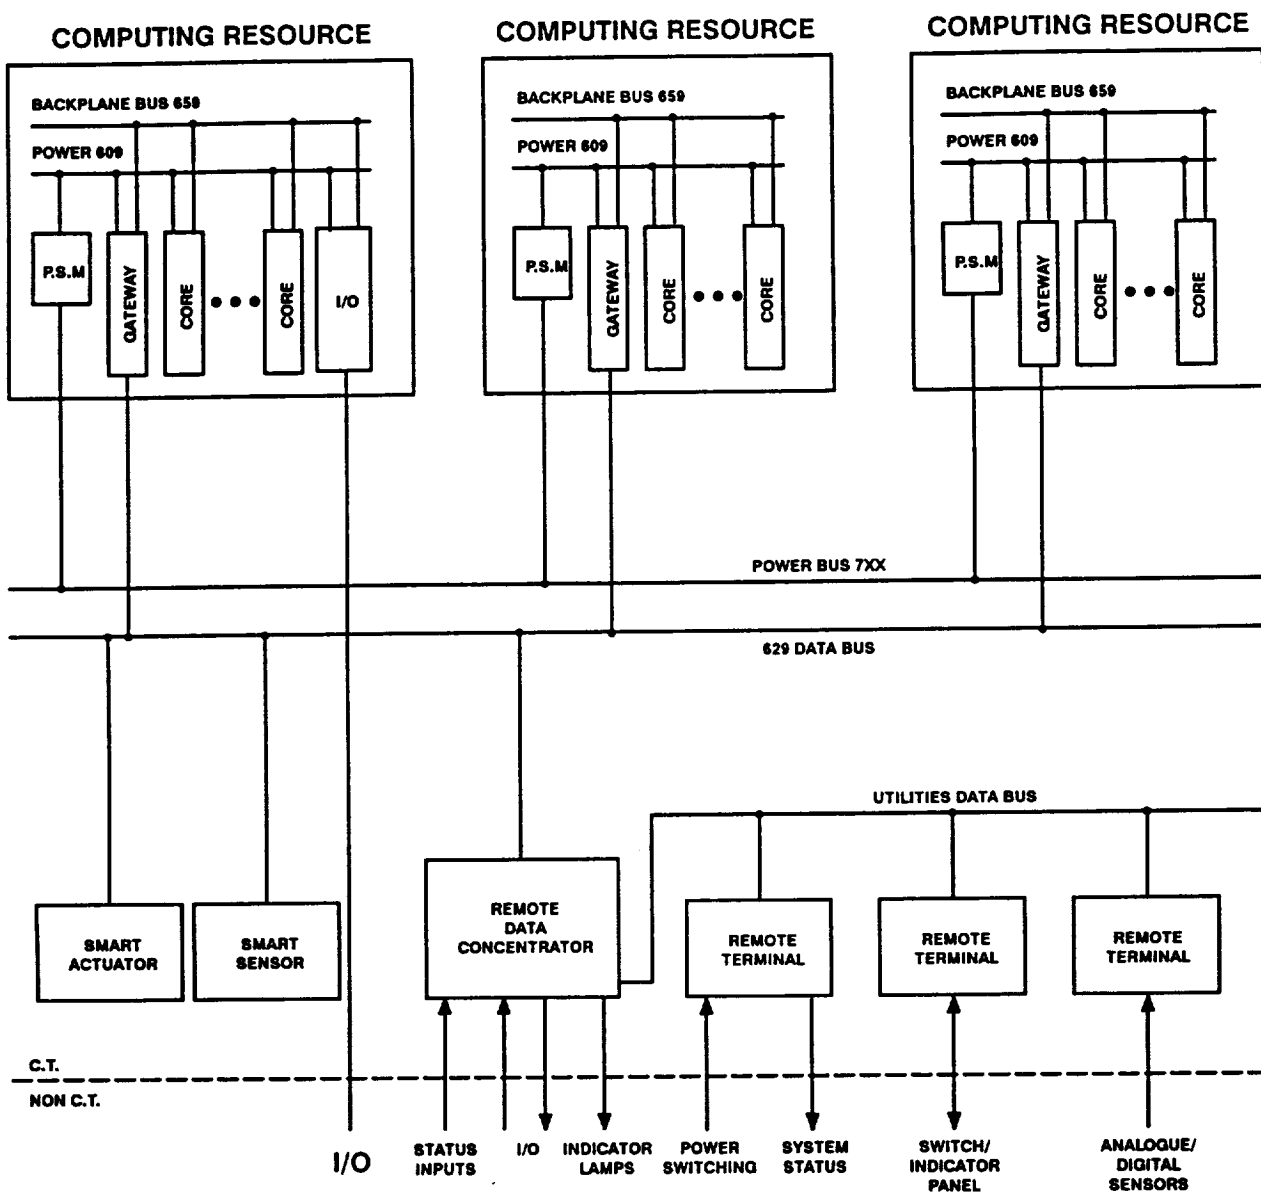 COMPUTING RESOURCE
COMPUTING RESOURCE
COMPUTING RESOURCE
BACKPLANE BUS 659
POWER 609
P.S.M
GATEWAY
CORE
CORE
I/O
BACKPLANE BUS 659
POWER 609
P.S.M
GATEWAY
CORE
CORE
BACKPLANE BUS 659
POWER 609
P.S.M
GATEWAY
CORE
CORE
POWER BUS 7XX
629 DATA BUS
UTILITIES DATA BUS
SMART
ACTUATOR
SMART
SENSOR
REMOTE
DATA
CONCENTRATOR
REMOTE
TERMINAL
REMOTE
TERMINAL
REMOTE
TERMINAL
C.T.
NON C.T.
I/O
STATUS
INPUTS
I/O
INDICATOR
LAMPS
POWER
SWITCHING
SYSTEM
STATUS
SWITCH/
INDICATOR
PANEL
ANALOGUE/
DIGITAL
SENSORS